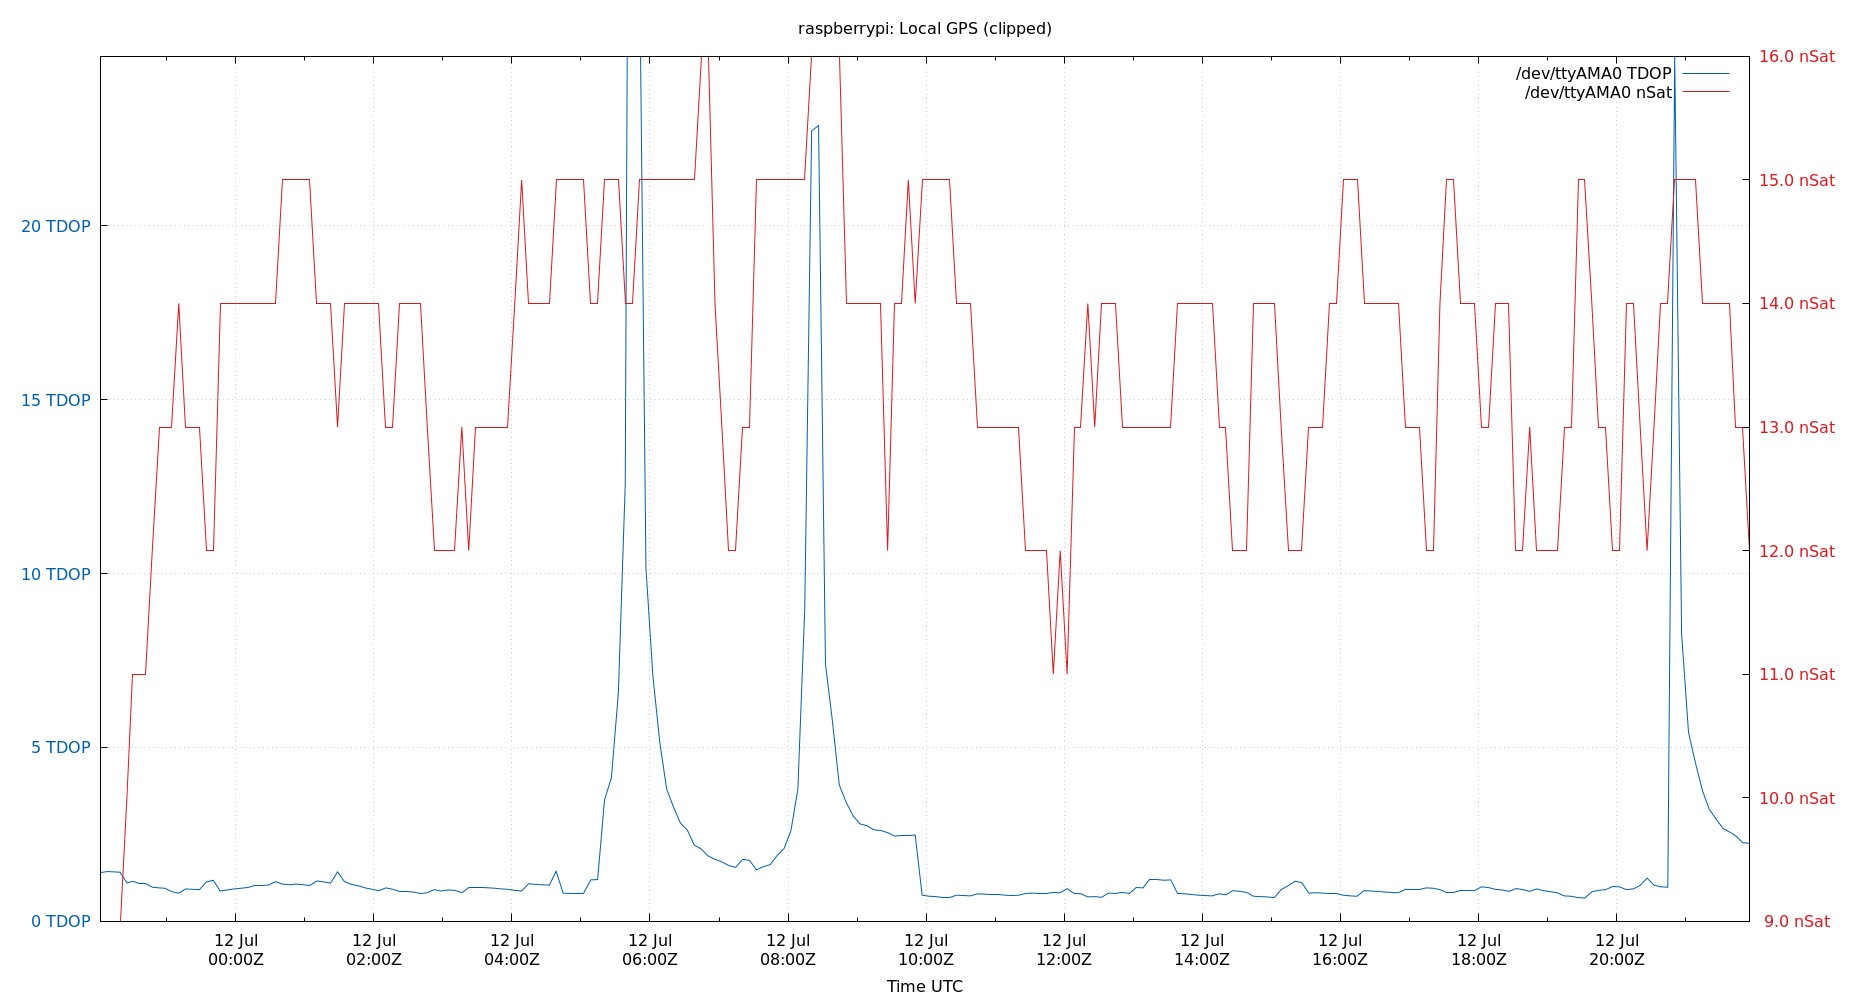 raspberrypi: Local GPS (clipped)
16.0 nSat
/dev/ttyAMA0 TDOP
/dev/ttyAMA0 nSat
15.0 nSat
20 TDOP
14.0 nSat
15 TDOP
13.0 nSat
12.0 nSat
10 TDOP
11.0 nSat
5 TDOP
10.0 nSat
0 TDOP
9.0 nSat
12 Jul 12 Jul 12 Jul 12 Jul 12 Jul 12 Jul 12 Jul 12 Jul 12 Jul 12 Jul 12 Jul
00:00Z 02:00Z 04:00Z 06:00Z 08:00Z 10:00Z 12:00Z 14:00Z 16:00Z 18:00Z 20:00Z
Time UTC